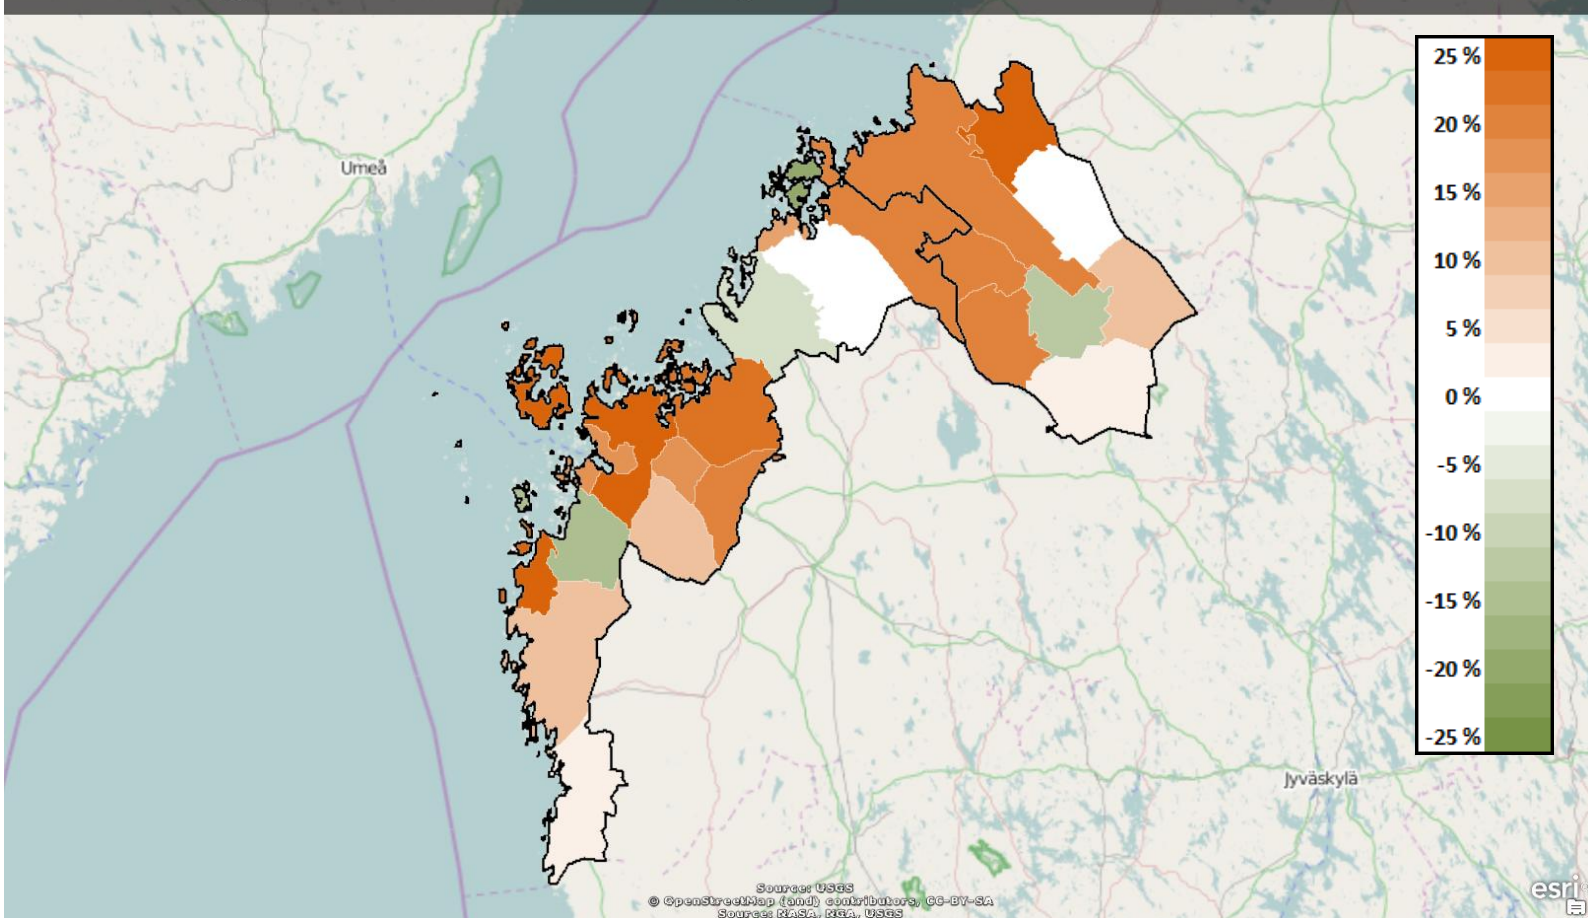 Umeå
25 %
20 %
15 %
10 %
5 %
0 %
-5 %
-10 %
-15 %
-20 %
-25 %
Jyväskylä
Source: USGS
© OpenStreetMap (and) contributors, CC-BY-SA
Source: NASA, NGA, USGS
esri